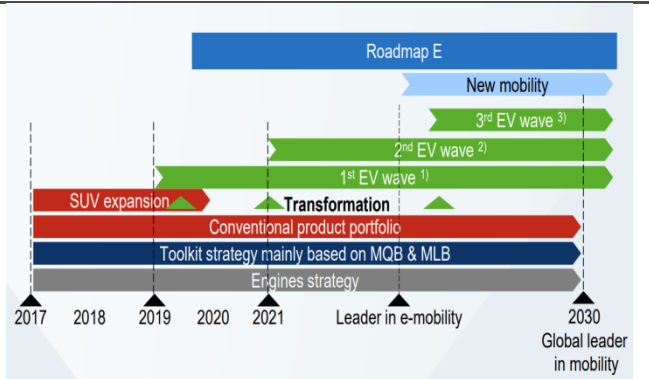 Roadmap E
New mobility
3rd EV wave 3)
2nd EV wave 2)
1st EV wave 1)
SUV expansion
Transformation
Conventional product portfolio
Toolkit strategy mainly based on MQB & MLB
Engines strategy
2017 2018 2019 2020 2021 Leader in e-mobility 2030
Global leader
in mobility